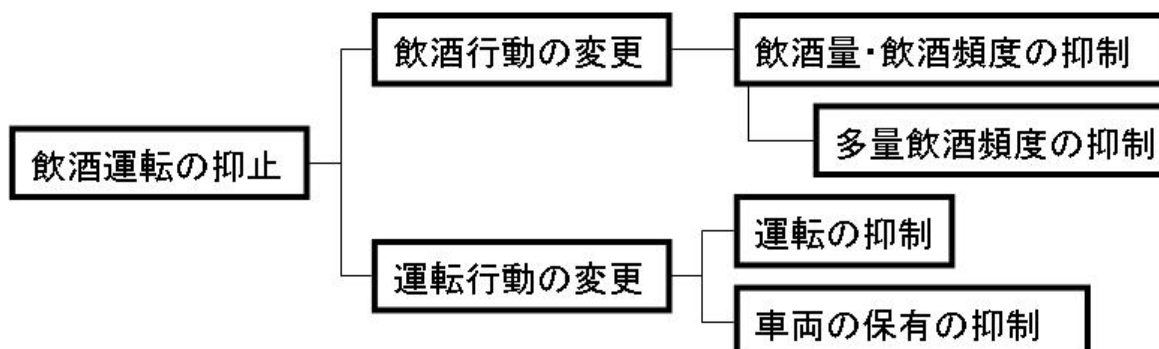 飲酒運転の抑止
飲酒行動の変更
飲酒量・飲酒頻度の抑制
多量飲酒頻度の抑制
運転行動の変更
運転の抑制
車両の保有の抑制